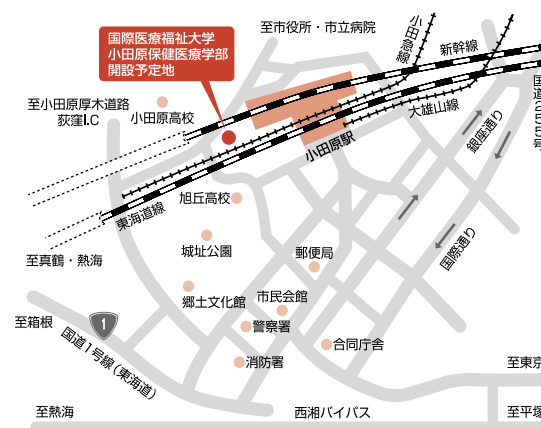 至市役所・市立病院
国際医療福祉大学
小田原保健医療学部
開設予定地
小田急線
新幹線
至小田原厚木道路
荻窪I.C
小田原高校
大雄山線
銀座通り
小田原駅
旭丘高校
東海道線
城址公園
郵便局
国際通り
至真鶴・熱海
郷土文化館
市民会館
至箱根
1
国道1号線(東海道)
警察署
合同庁舎
消防署
至東京
至熱海
西湘バイパス
至平塚